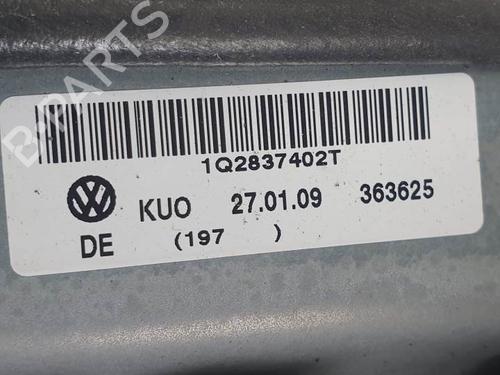 B-PARTS
1Q2837402T
KUO 27.01.09 363625
DE (197 )